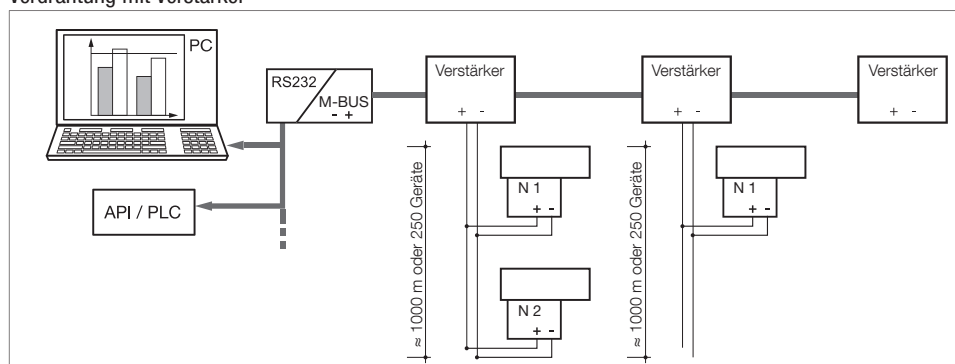 Verdrahtung mit Verstärker
PC
RS232
M-BUS
- +
API / PLC
Verstärker
+ -
≈ 1000 m oder 250 Geräte
N 1
+ -
N 2
+ -
Verstärker
+ -
≈ 1000 m oder 250 Geräte
N 1
+ -
Verstärker
+ -